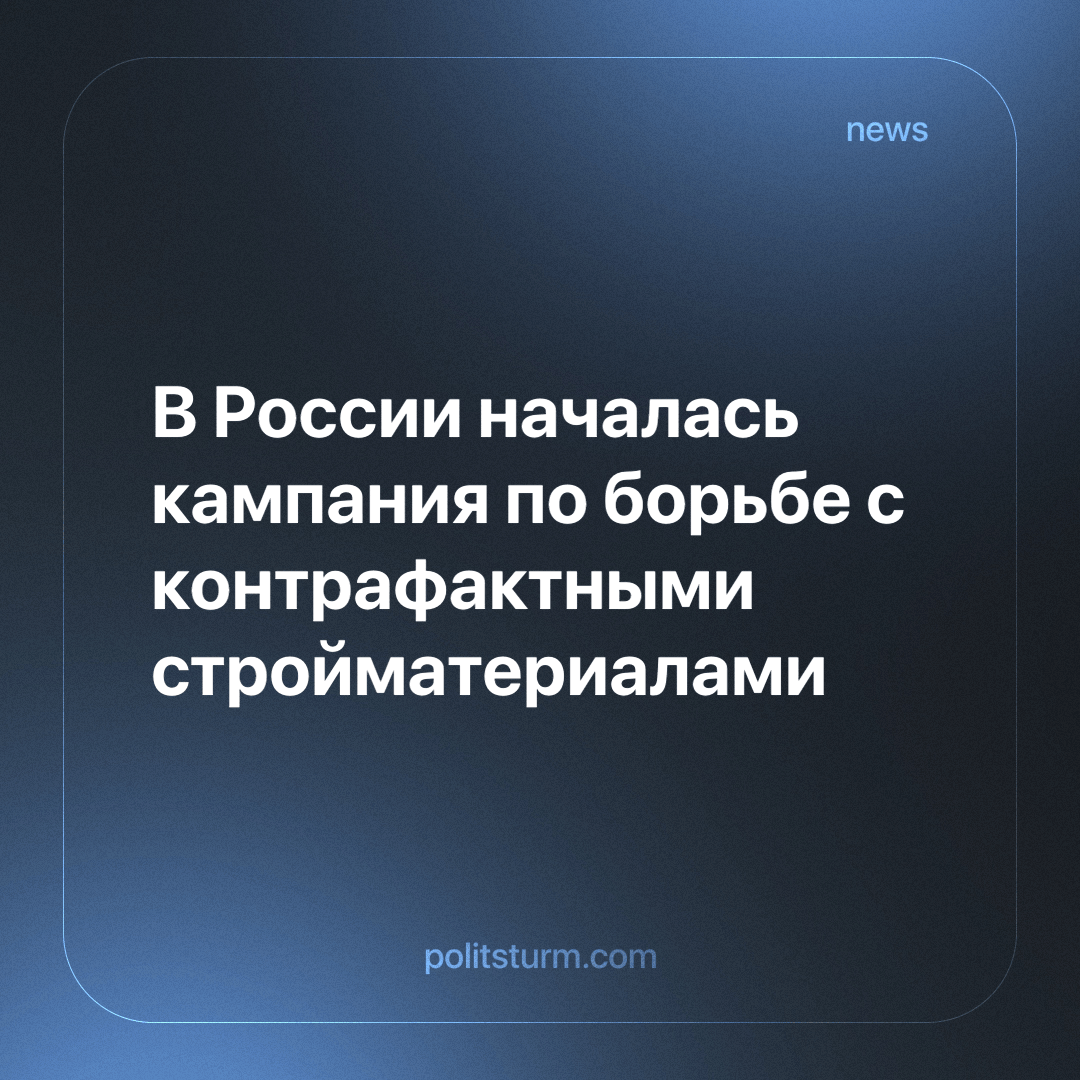 news
В России началась
кампания по борьбе с
контрафактными
стройматериалами
politsturm.com